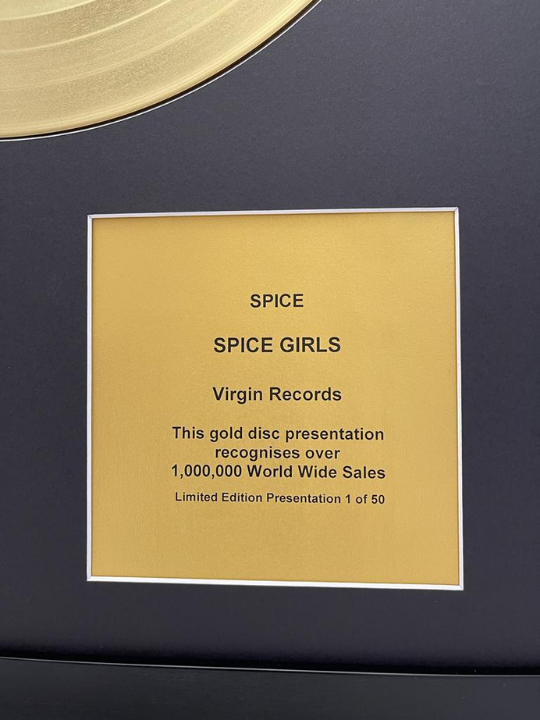 SPICE
SPICE GIRLS
Virgin Records
This gold disc presentation
recognises over
1,000,000 World Wide Sales
Limited Edition Presentation 1 of 50